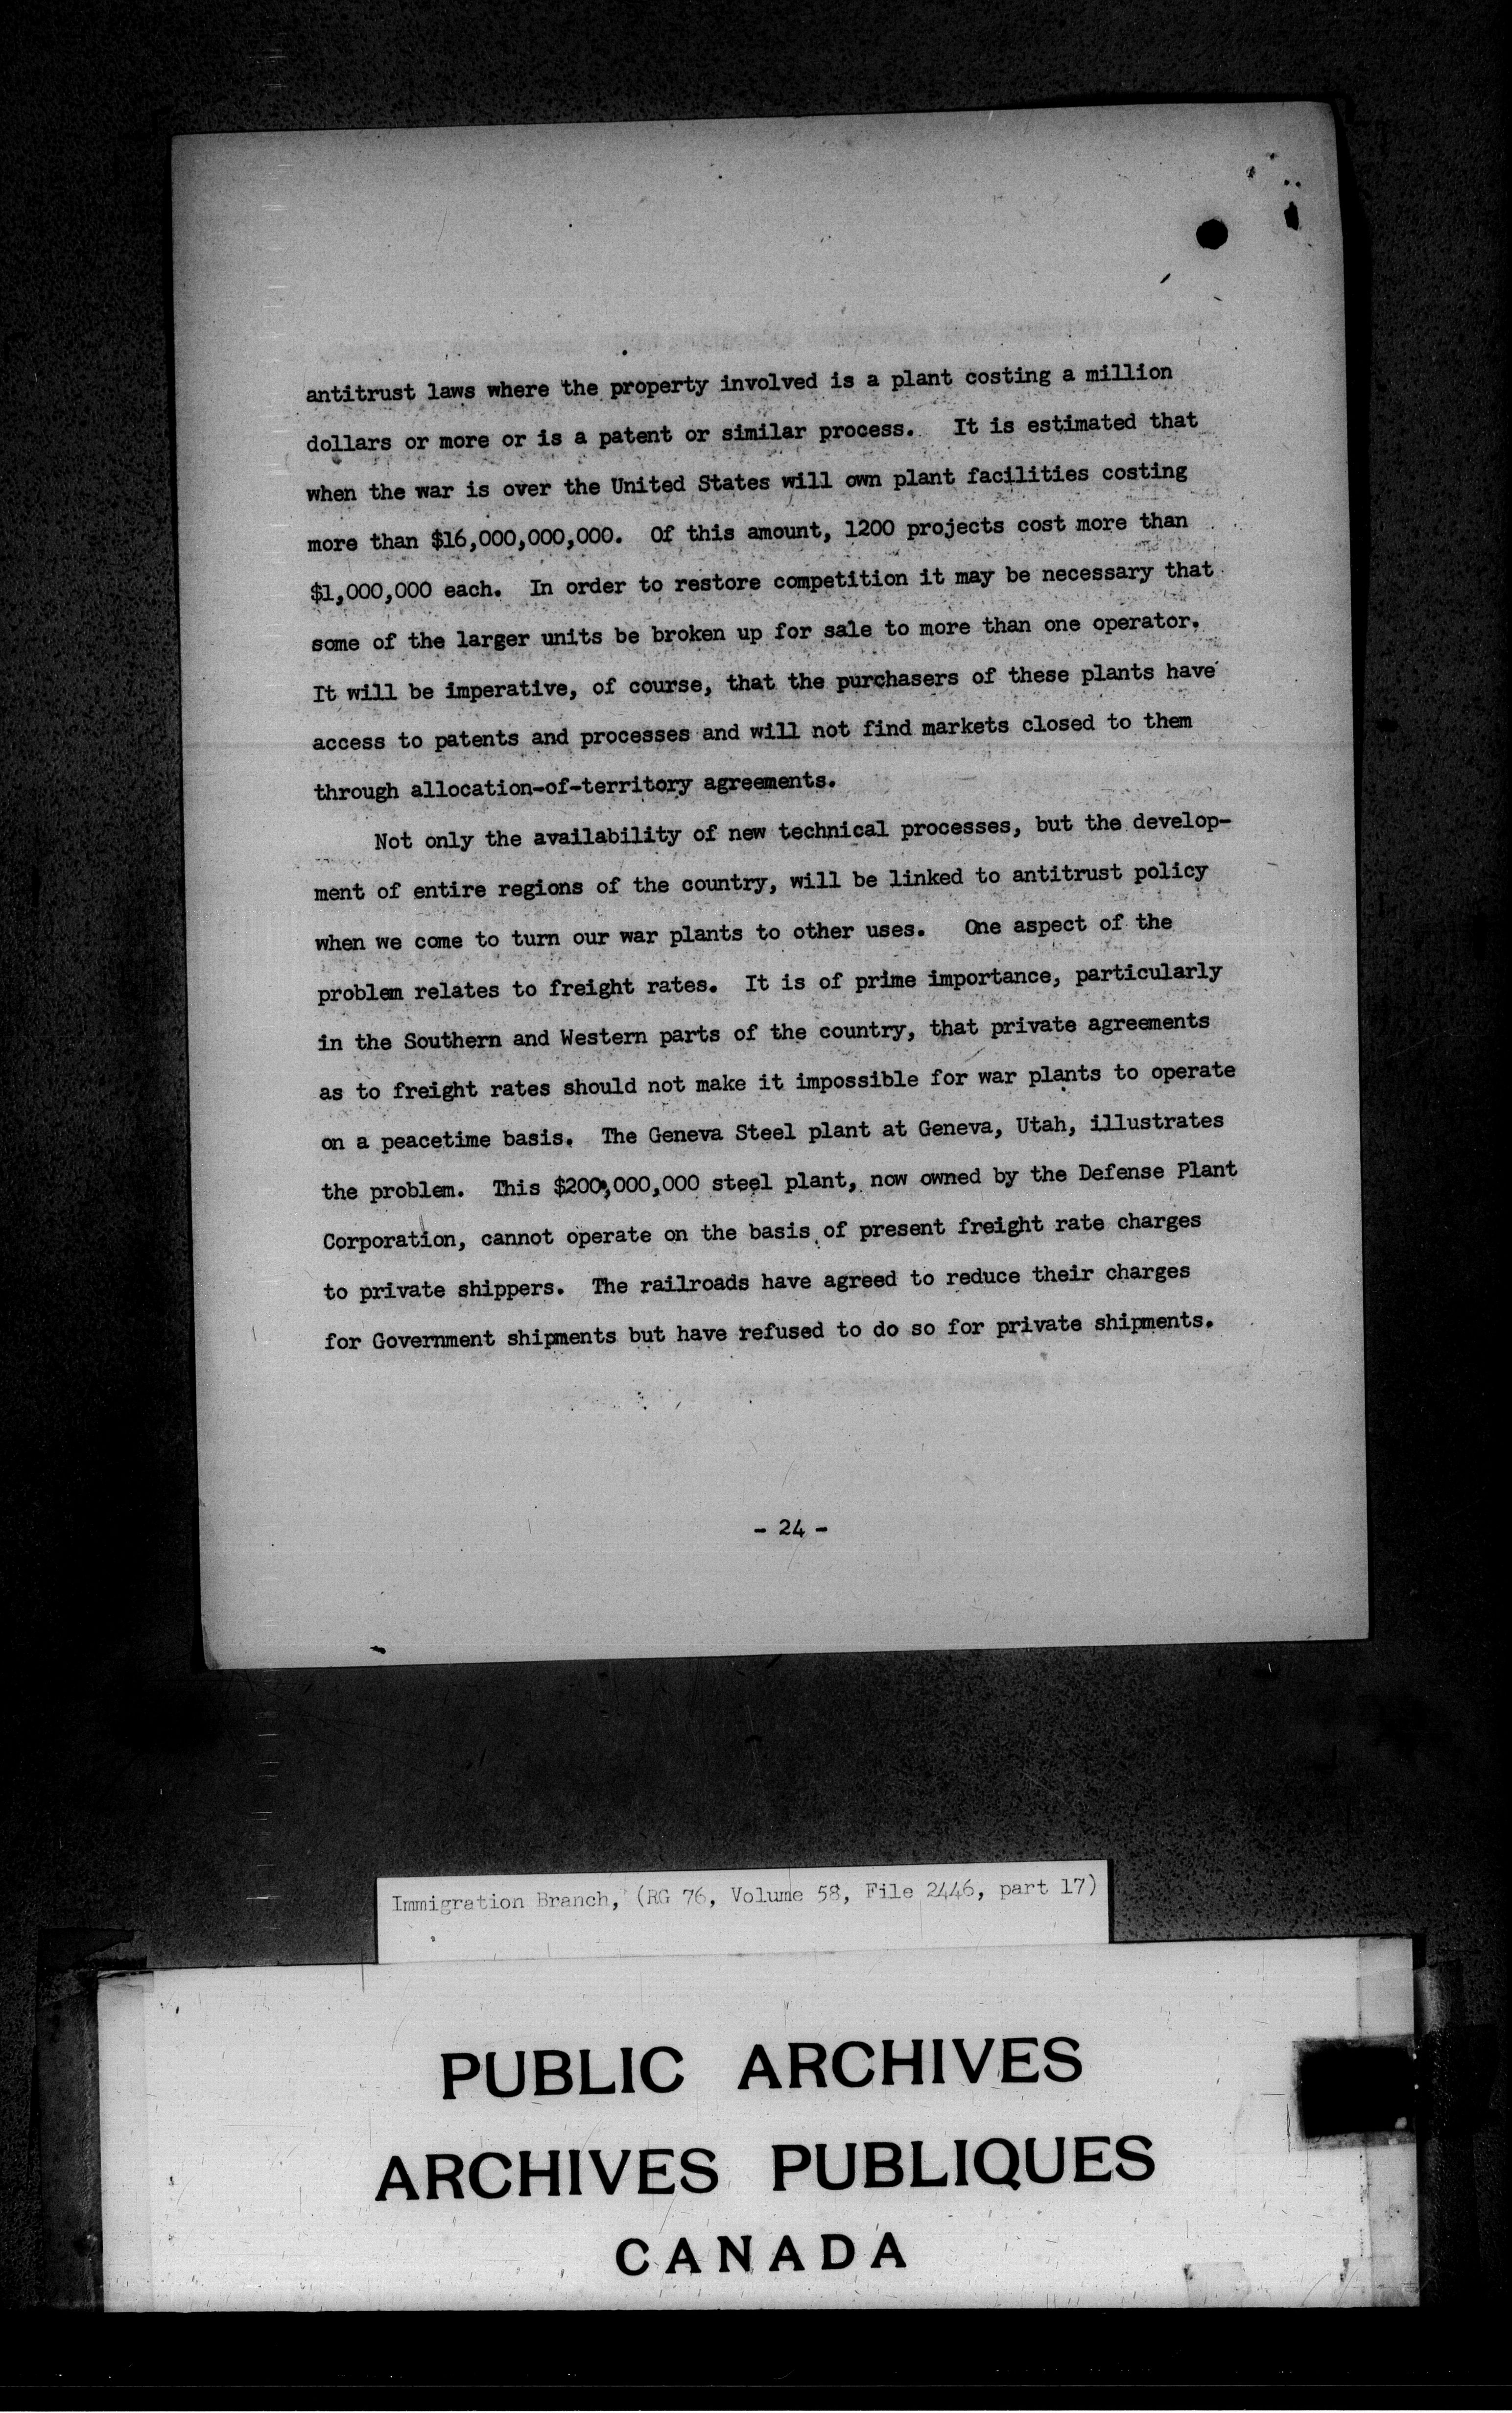 antitrust laws where the property involved is a plant costing a million
dollars or more or is a patent or similar process. It is estimated that
when the war is over the United States will own plant facilities costing
more than $16,000,000,000. Of this amount, 1200 projects cost more than
$1,000,000 each. In order to restore competition it may be necessary that
some of the larger units be broken up for sale to more than one operator.
It will be imperative, of course, that the purchasers of these plants have
access to patents and processes and will not find markets closed to them
through allocation-of-territory agreements.
Not only the availability of new technical processes, but the develop-
ment of entire regions of the country, will be linked to antitrust policy
when we come to turn our war plants to other uses. One aspect of the
problem relates to freight rates. It is of prime importance, particularly
in the Southern and Western parts of the country, that private agreements
as to freight rates should not make it impossible for war plants to operate
on a peacetime basis. The Geneva Steel plant at Geneva, Utah, illustrates
the problem. This $200,000,000 steel plant, now owned by the Defense Plant
Corporation, cannot operate on the basis of present freight rate charges
to private shippers. The railroads have agreed to reduce their charges
for Government shipments but have refused to do so for private shipments.
- 24 -
Immigration Branch, (RG 76, Volume 58, File 2446, part 17)
PUBLIC ARCHIVES
ARCHIVES PUBLIQUES
CANADA